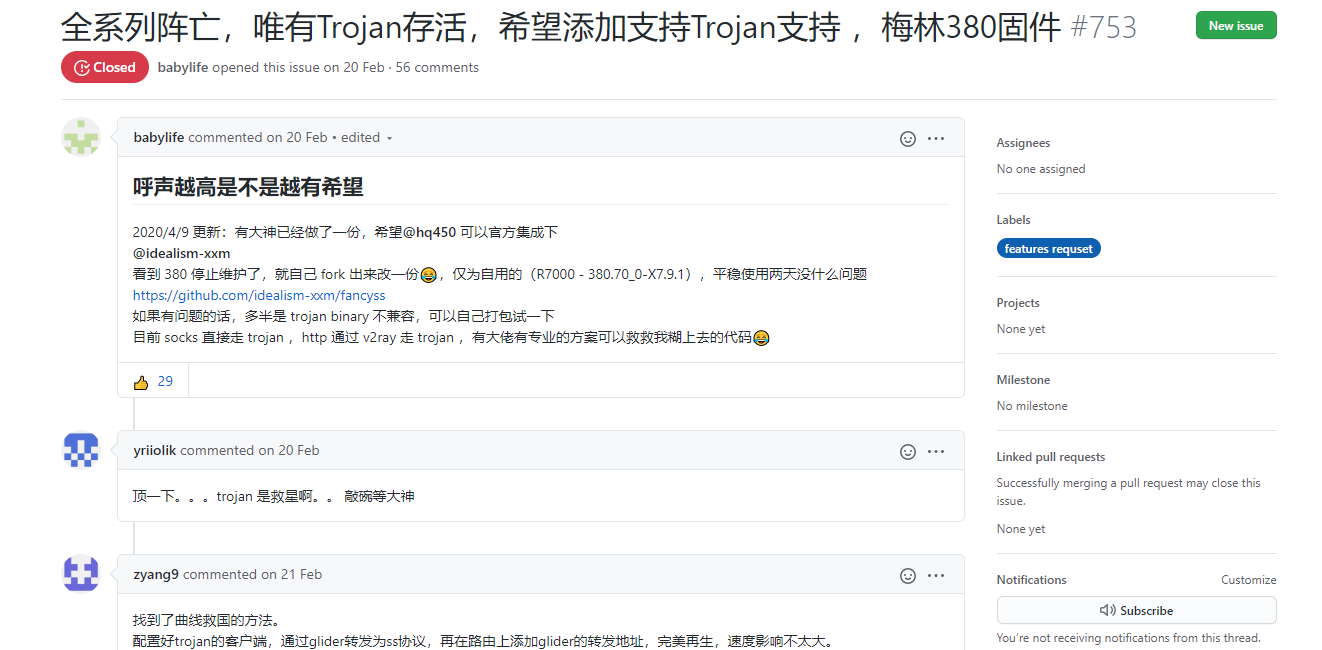 全系列阵亡，唯有Trojan存活，希望添加支持Trojan支持 ，梅林380固件 #753
New issue
Closed
babylife opened this issue on 20 Feb · 56 comments
babylife commented on 20 Feb • edited
呼声越高是不是越有希望
2020/4/9 更新：有大神已经做了一份，希望@hq450 可以官方集成下
@idealism-xxm
看到 380 停止维护了，就自己 fork 出来改一份😂，仅为自用的（R7000 - 380.70_0-X7.9.1），平稳使用两天没什么问题
https://github.com/idealism-xxm/fancyss
如果有问题的话，多半是 trojan binary 不兼容，可以自己打包试一下
目前 socks 直接走 trojan ，http 通过 v2ray 走 trojan ，有大佬有专业的方案可以救救我糊上去的代码😂
👍 29
yriiolik commented on 20 Feb
顶一下。。。trojan 是救星啊。。 敲碗等大神
zyang9 commented on 21 Feb
找到了曲线救国的方法。
配置好trojan的客户端，通过glider转发为ss协议，再在路由上添加glider的转发地址，完美再生，速度影响不太大。
Assignees
No one assigned
Labels
features requset
Projects
None yet
Milestone
No milestone
Linked pull requests
Successfully merging a pull request may close this
issue.
None yet
Notifications
Customize
Subscribe
You're not receiving notifications from this thread.